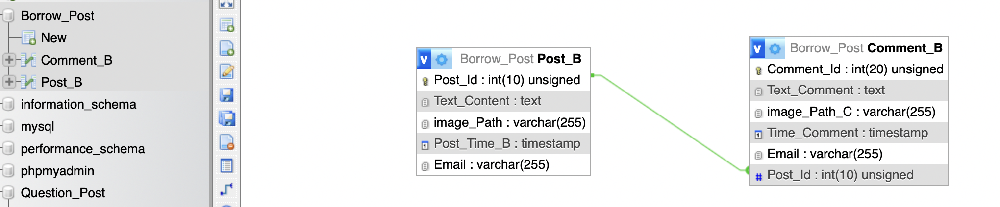 Borrow_Post
New
Comment_B
Post_B
information_schema
mysql
performance_schema
phpmyadmin
Question_Post
v Borrow_Post Post_B
Post_Id : int(10) unsigned
Text_Content : text
image_Path : varchar(255)
Post_Time_B : timestamp
Email : varchar(255)
v Borrow_Post Comment_B
Comment_Id : int(20) unsigned
Text_Comment : text
image_Path_C : varchar(255)
Time_Comment : timestamp
Email : varchar(255)
# Post_Id : int(10) unsigned